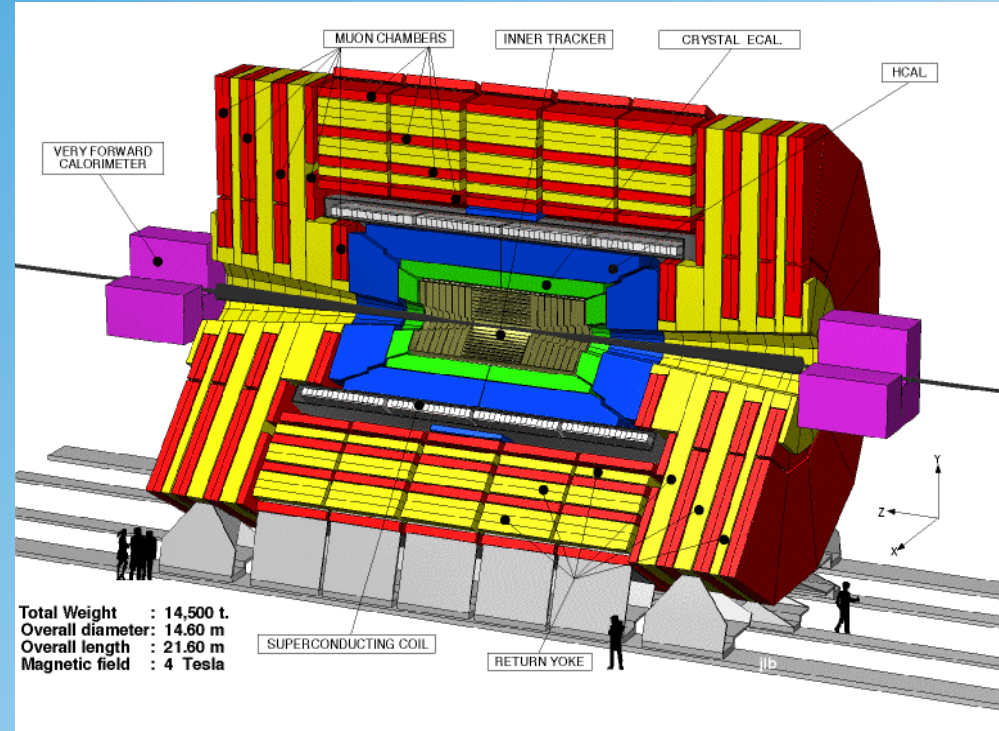 MUON CHAMBERS
INNER TRACKER
CRYSTAL ECAL.
HCAL
VERY FORWARD
CALORIMETER
Y
Z
X
Total Weight : 14,500 t.
Overall diameter: 14.60 m
Overall length : 21.60 m
Magnetic field : 4 Tesla
SUPERCONDUCTING COIL
RETURN YOKE
jlb